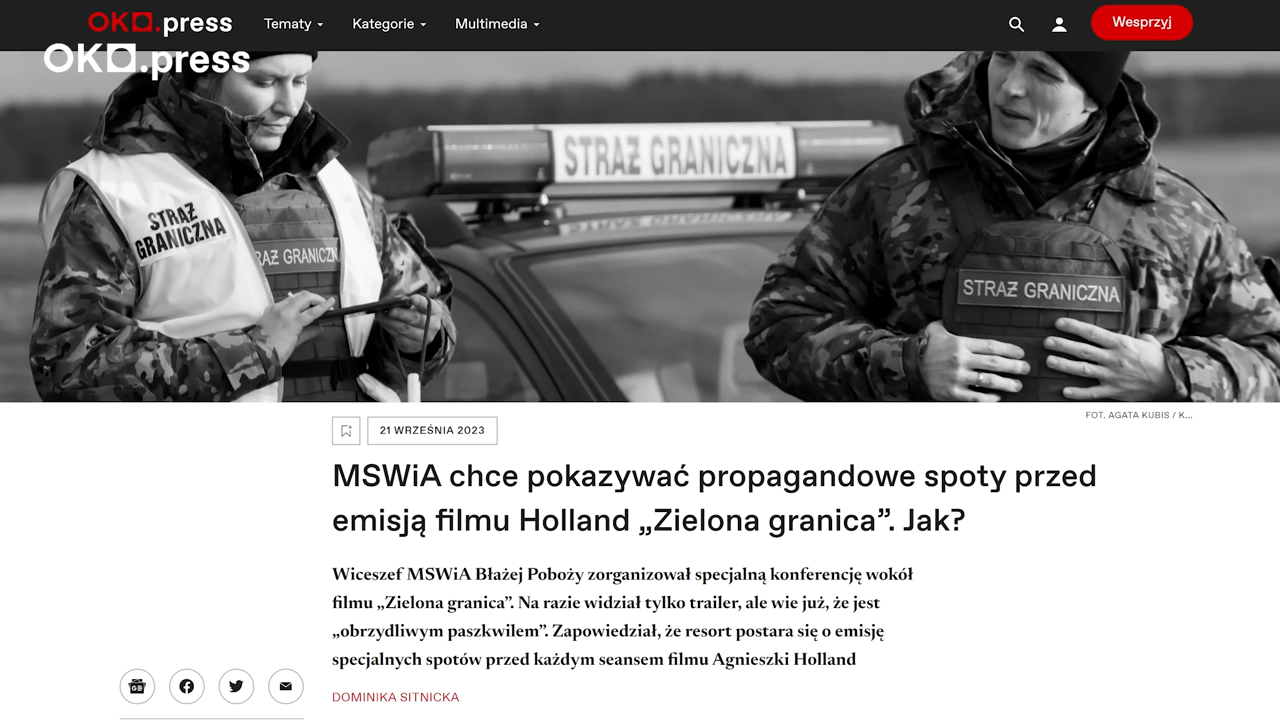 OKO.press
Tematy
Kategorie
Multimedia
Wesprzyj
OKO.press
STRAŻ GRANICZNA
STRAŻ
GRANICZNA
RAŻ GRANICZN
STRAŻ GRANICZNA
FOT. AGATA KUBIS / K...
21 WRZEŚNIA 2023
MSWiA chce pokazywać propagandowe spoty przed
emisją filmu Holland „Zielona granica”. Jak?
Wiceszef MSWiA Błażej Poboży zorganizował specjalną konferencję wokół
filmu „Zielona granica”. Na razie widział tylko trailer, ale wie już, że jest
„obrzydliwym paszkwilem”. Zapowiedział, że resort postara się o emisję
specjalnych spotów przed każdym seansem filmu Agnieszki Holland
DOMINIKA SITNICKA